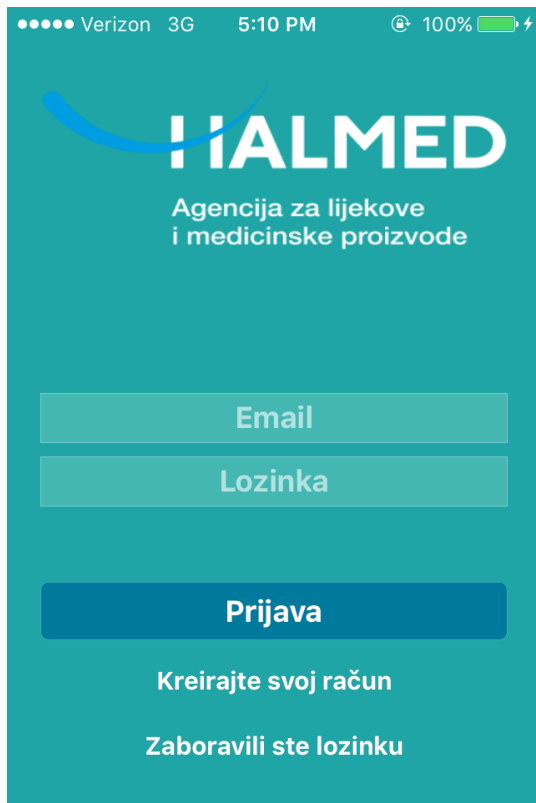 Verizon 3G 5:10 PM 100%
HALMED
Agencija za lijekove
i medicinske proizvode
Email
Lozinka
Prijava
Kreirajte svoj račun
Zaboravili ste lozinku